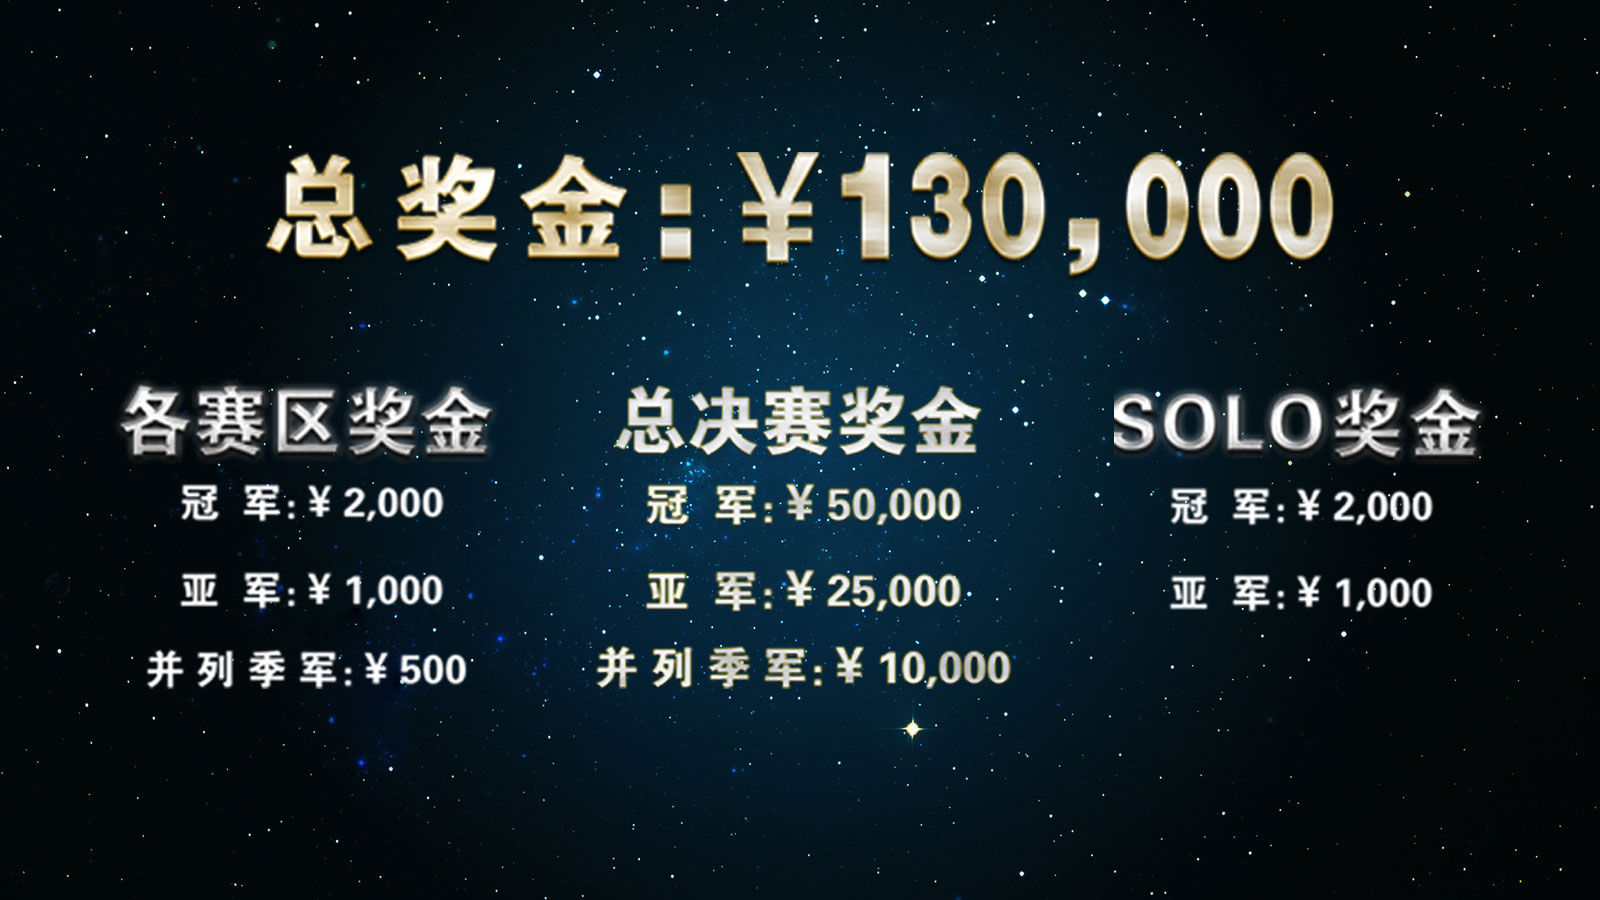 总奖金:¥130,000
各赛区奖金
冠 军:¥ 2,000
亚 军:¥ 1,000
并列季军:¥ 500
总决赛奖金
冠 军:¥ 50,000
亚 军:¥ 25,000
并列季军:¥ 10,000
SOLO奖金
冠 军:¥ 2,000
亚 军:¥ 1,000